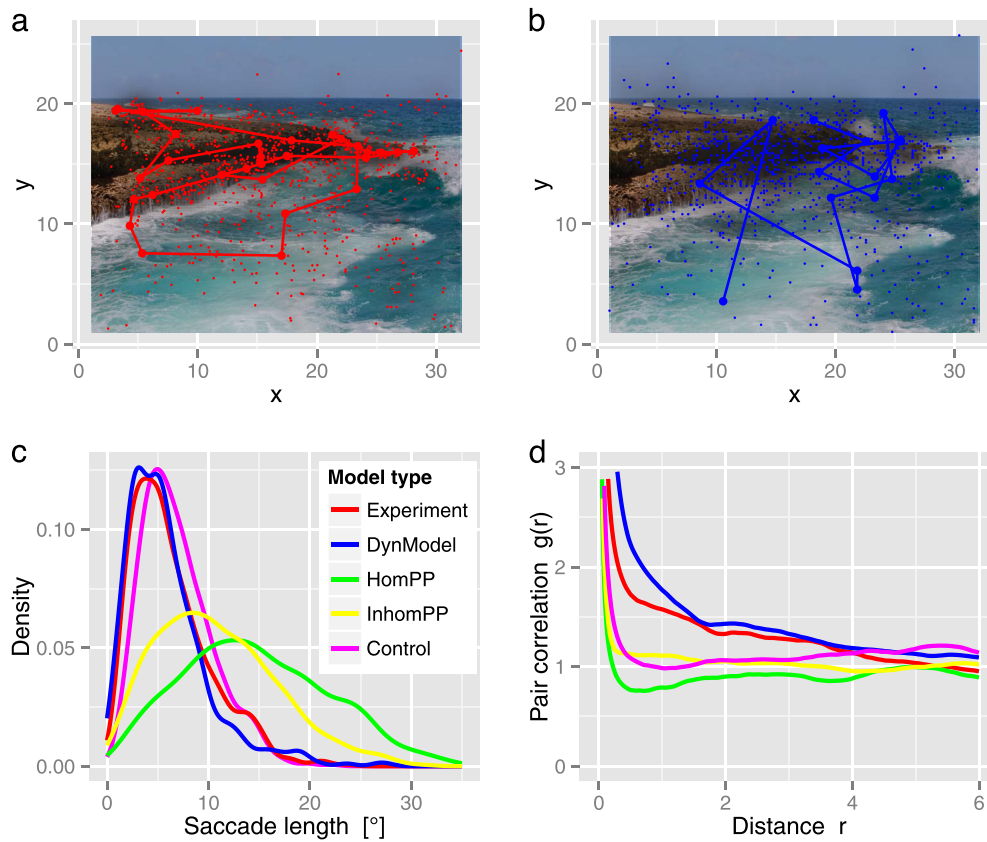 a
20
10
0
y
0
10
20
30
x
b
20
10
0
y
0
10
20
30
x
c
0.10
0.05
0.00
Density
0
10
20
30
Saccade length [°]
Model type
Experiment
DynModel
HomPP
InhomPP
Control
d
3
2
1
0
Pair correlation g(r)
0
2
4
6
Distance r